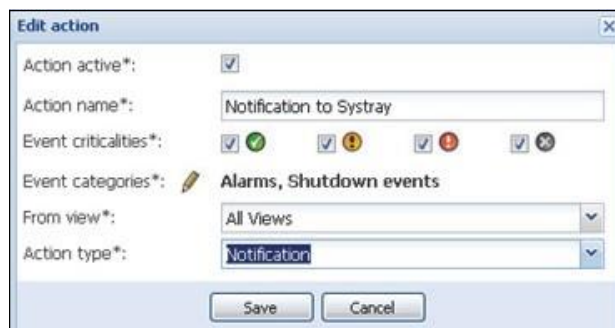 Edit action
Action active*:
Action name*: Notification to Systray
Event criticalities*:
Event categories*: Alarms, Shutdown events
From view*: All Views
Action type*: Notification
Save Cancel